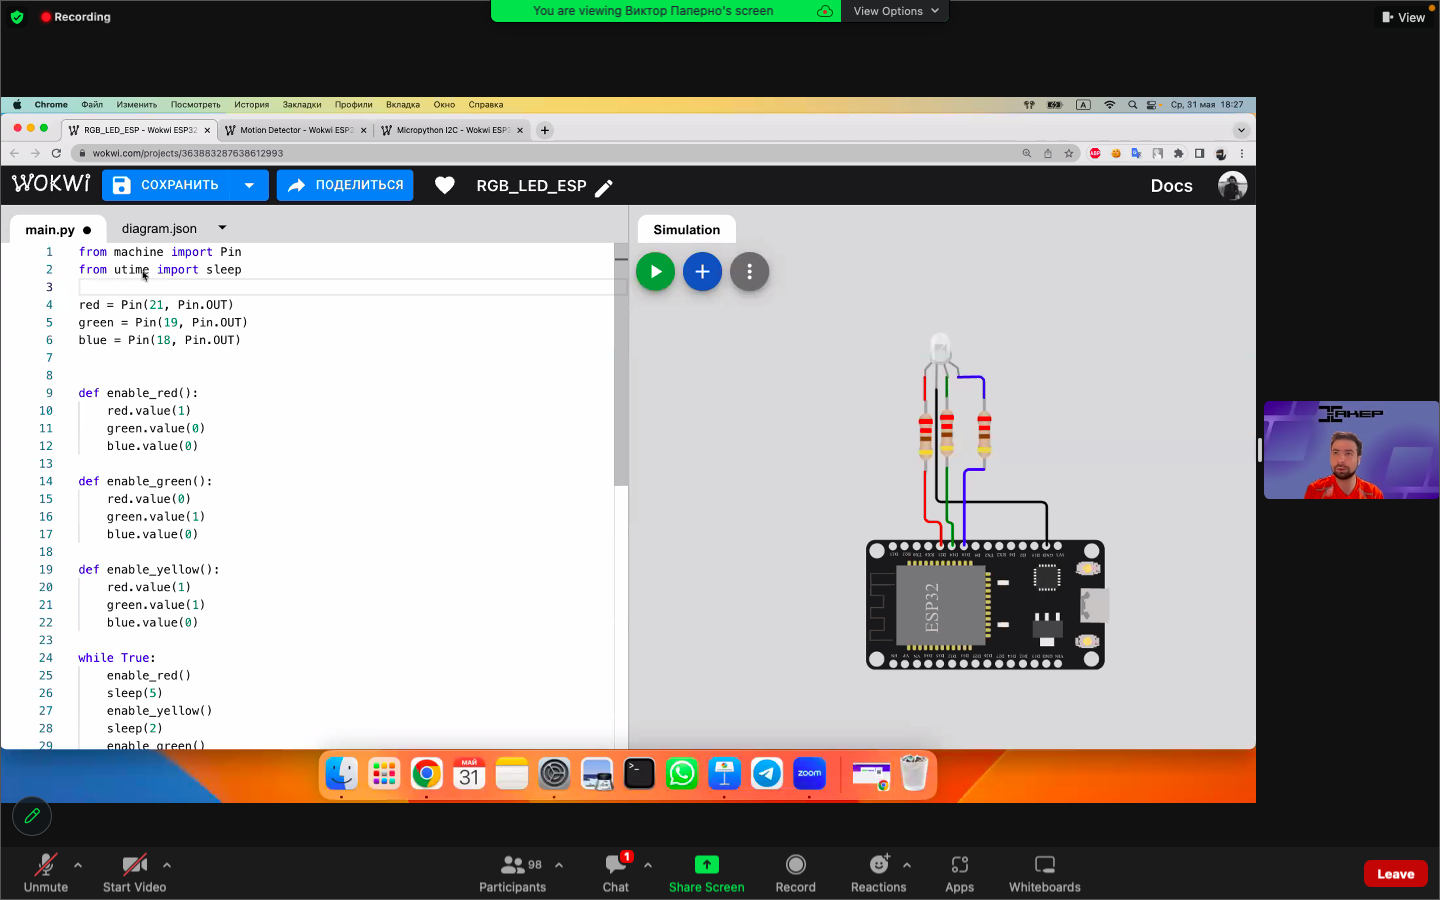 Recording
You are viewing Виктор Паперно's screen
View Options
View
Chrome Файл Изменить Посмотреть История Закладки Профили Вкладка Окно Справка
A
Ср, 31 мая 18:27
RGB_LED_ESP - Wokwi ESP32
Motion Detector - Wokwi ESP
Micropython I2C - Wokwi ESP
wokwi.com/projects/363883287638612993
ABP
WOKWi
СОХРАНИТЬ
ПОДЕЛИТЬСЯ
RGB_LED_ESP
Docs
main.py
diagram.json
Simulation
1 from machine import Pin
2 from utime import sleep
3
4 red = Pin(21, Pin.OUT)
5 green = Pin(19, Pin.OUT)
6 blue = Pin(18, Pin.OUT)
7
8
9 def enable_red():
10 red.value(1)
11 green.value(0)
12 blue.value(0)
13
14 def enable_green():
15 red.value(0)
16 green.value(1)
17 blue.value(0)
18
19 def enable_yellow():
20 red.value(1)
21 green.value(1)
22 blue.value(0)
23
24 while True:
25 enable_red()
26 sleep(5)
27 enable_yellow()
28 sleep(2)
29 enable_green()
ESP32
ХАКЕР
МАЙ
31
zoom
Unmute
Start Video
98
Participants
1
Chat
Share Screen
Record
Reactions
Apps
Whiteboards
Leave